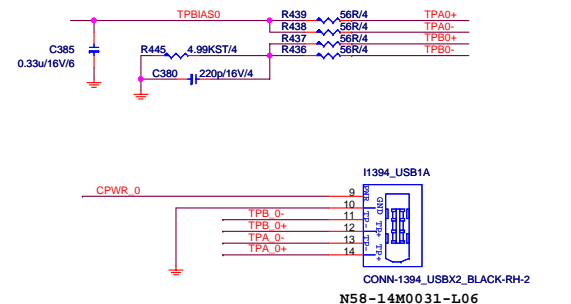 TPBIAS0
R439 56R/4 TPA0+
R438 56R/4 TPA0-
R437 56R/4 TPB0+
C385 R445 4.99KST/4 R436 56R/4 TPB0-
0.33u/16V/6
C380 220p/16V/4
I1394_USB1A
CPWR_0 9 PWR
10 GND
TPB_0- 11 TP-
TPB_0+ 12 TP+
TPA_0- 13 TP-
TPA_0+ 14 TP+
CONN-1394_USBX2_BLACK-RH-2
N58-14M0031-L06